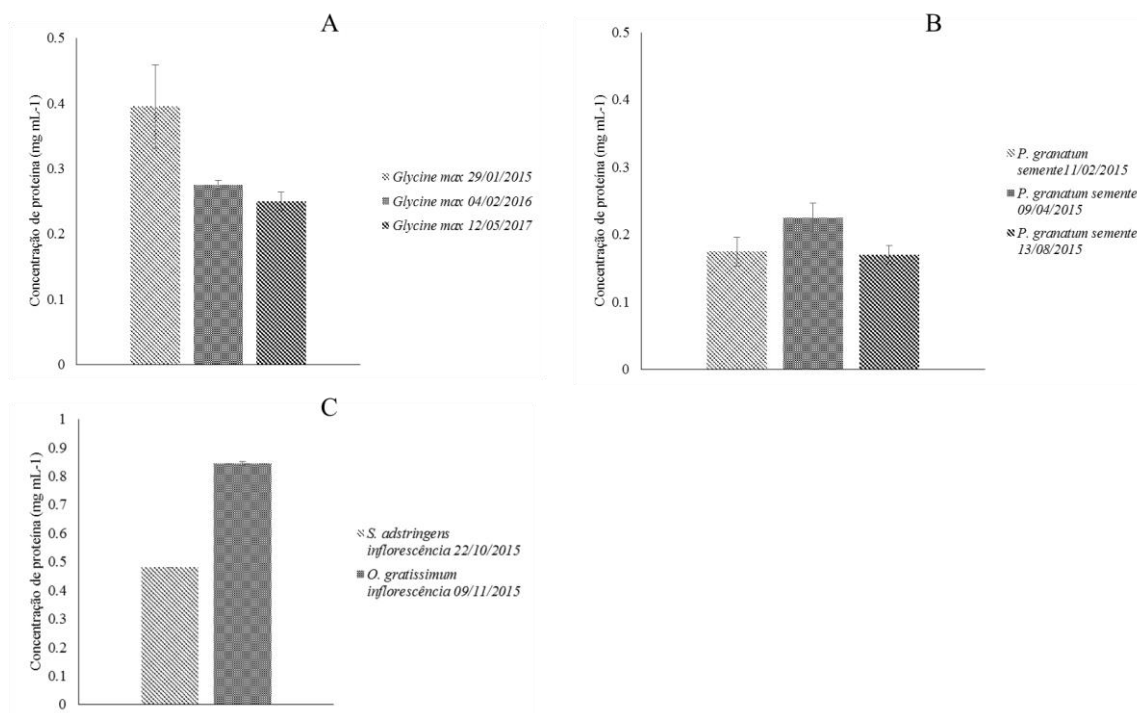 A
Concentração de proteína (mg mL-1)
0.5
0.4
0.3
0.2
0.1
0
Glycine max 29/01/2015
Glycine max 04/02/2016
Glycine max 12/05/2017
B
Concentração de proteína (mg mL-1)
0.5
0.4
0.3
0.2
0.1
0
P. granatum
semente11/02/2015
P. granatum semente
09/04/2015
P. granatum semente
13/08/2015
C
Concentração de proteína (mg mL-1)
1
0.9
0.8
0.7
0.6
0.5
0.4
0.3
0.2
0.1
0
S. adstringens
inflorescência 22/10/2015
O. gratissimum
inflorescência 09/11/2015